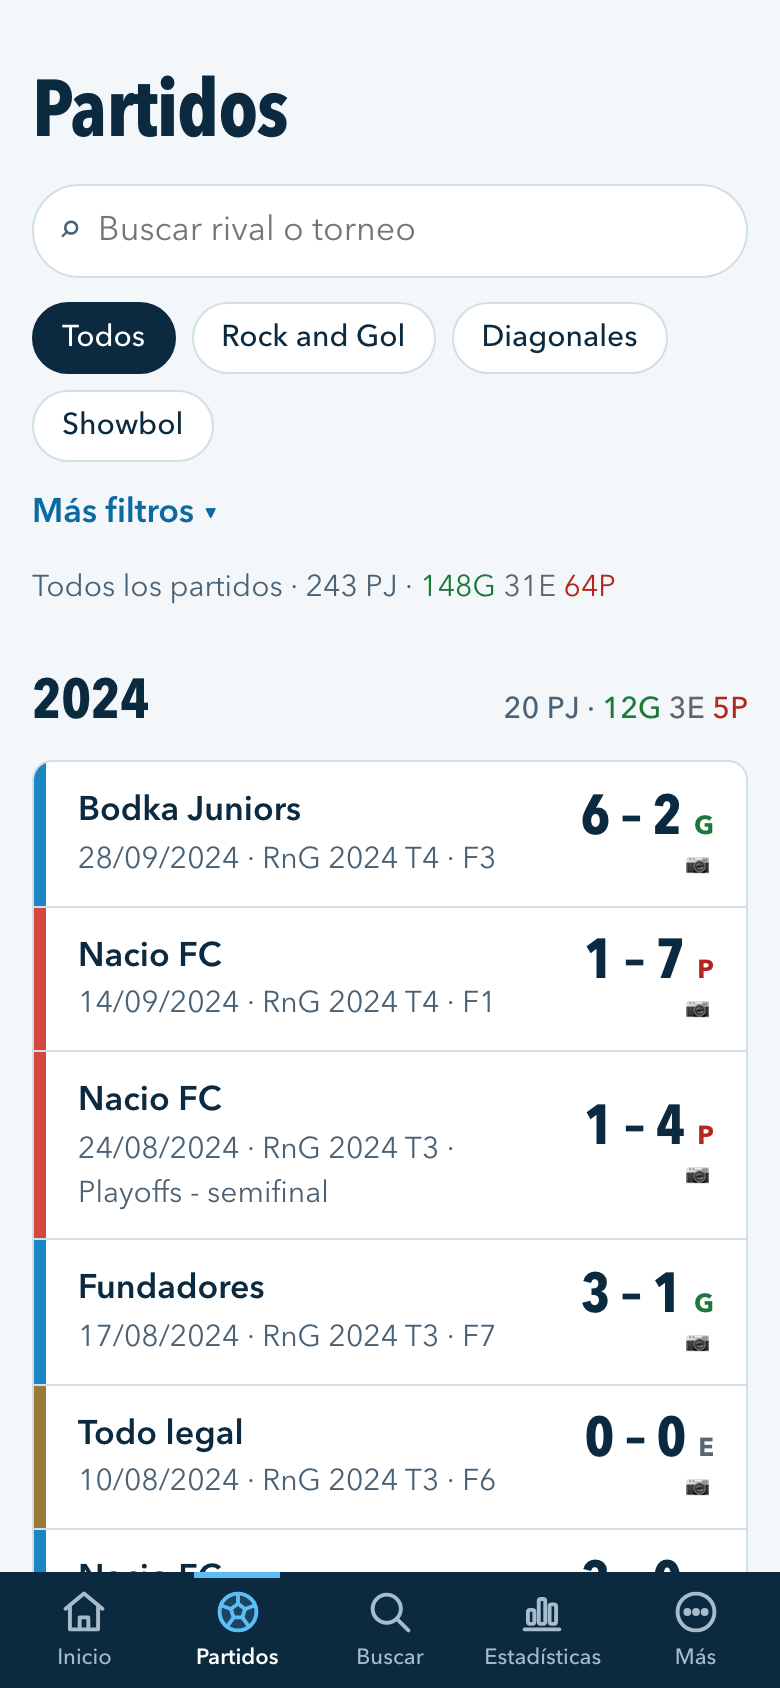 Partidos
Buscar rival o torneo
Todos
Rock and Gol
Diagonales
Showbol
Más filtros ▾
Todos los partidos · 243 PJ · 148G 31E 64P
2024
20 PJ · 12G 3E 5P
Bodka Juniors
6 – 2 G
28/09/2024 · RnG 2024 T4 · F3
Nacio FC
1 – 7 P
14/09/2024 · RnG 2024 T4 · F1
Nacio FC
24/08/2024 · RnG 2024 T3 ·
Playoffs - semifinal
1 – 4 P
Fundadores
3 – 1 G
17/08/2024 · RnG 2024 T3 · F7
Todo legal
0 – 0 E
10/08/2024 · RnG 2024 T3 · F6
Nacio FC
Inicio
Partidos
Buscar
Estadísticas
Más